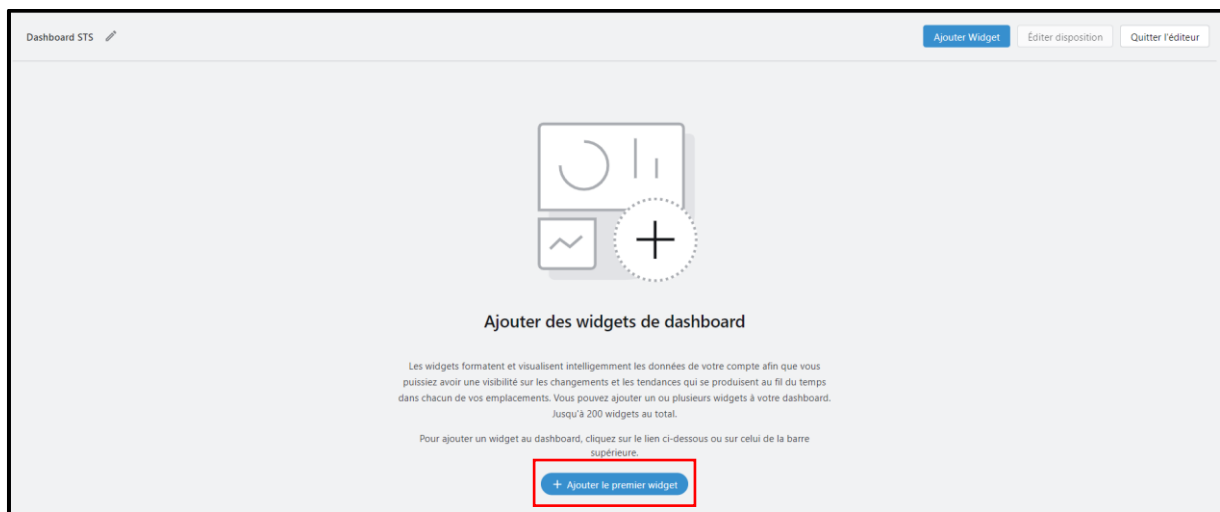 Dashboard STS
Ajouter Widget
Éditer disposition
Quitter l'éditeur
Ajouter des widgets de dashboard
Les widgets formatent et visualisent intelligemment les données de votre compte afin que vous
puissiez avoir une visibilité sur les changements et les tendances qui se produisent au fil du temps
dans chacun de vos emplacements. Vous pouvez ajouter un ou plusieurs widgets à votre dashboard.
Jusqu'à 200 widgets au total.
Pour ajouter un widget au dashboard, cliquez sur le lien ci-dessous ou sur celui de la barre
supérieure.
+ Ajouter le premier widget